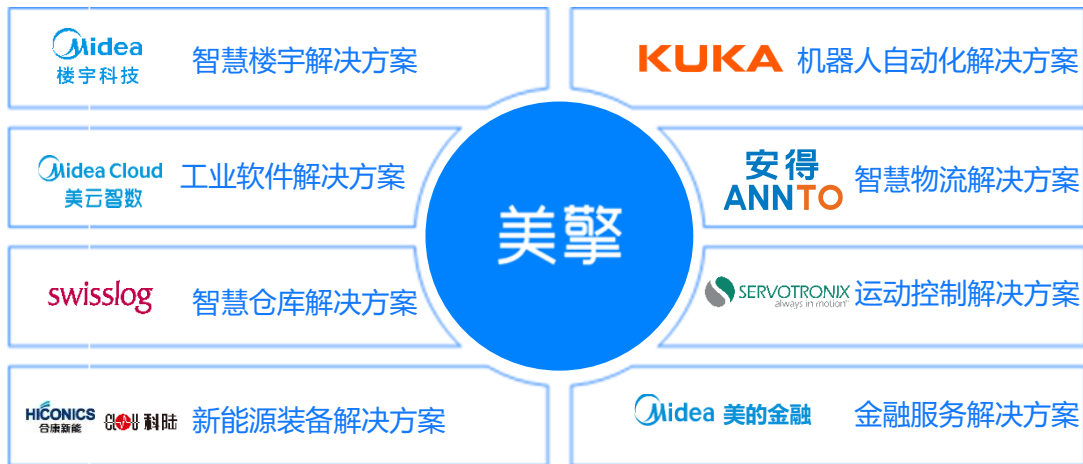 Midea
楼宇科技
智慧楼宇解决方案
KUKA 机器人自动化解决方案
Midea Cloud
美云智数
工业软件解决方案
安得
ANNTO
智慧物流解决方案
美擎
swisslog
智慧仓库解决方案
SERVOTRONIX
always in motion
运动控制解决方案
HICONICS
合康新能
CLOU 科陆
新能源装备解决方案
Midea 美的金融
金融服务解决方案